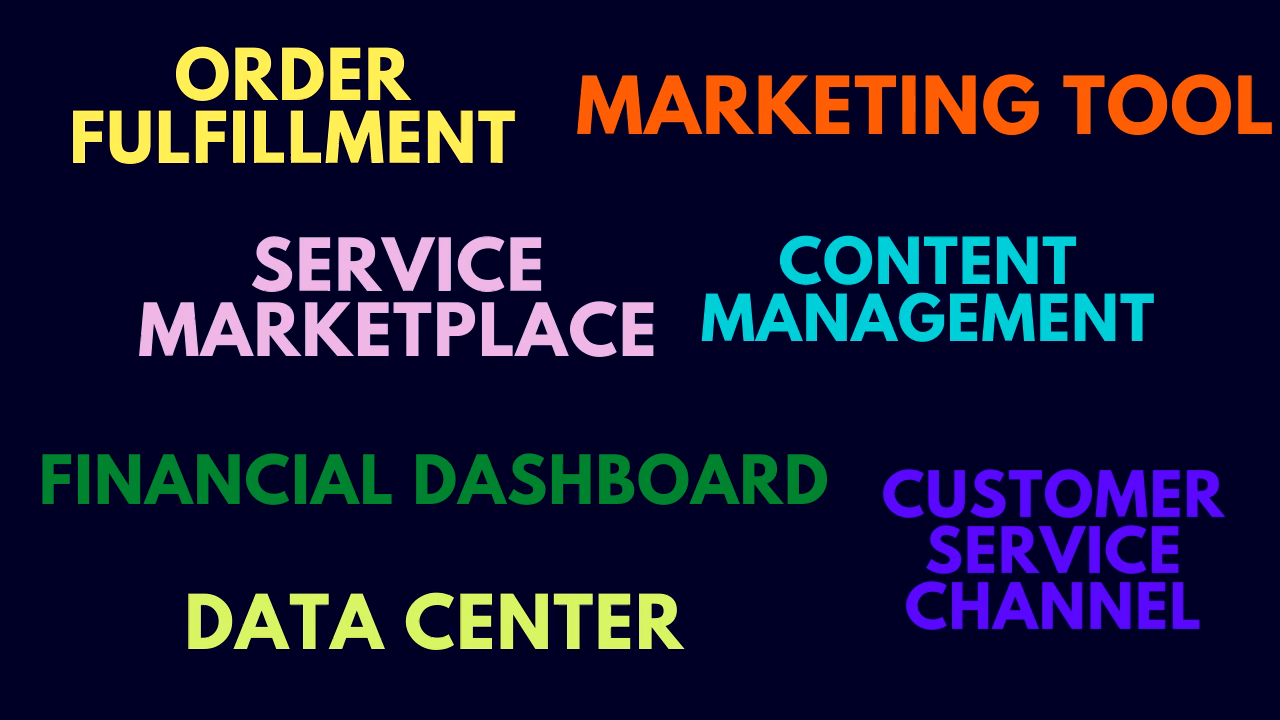 ORDER
FULFILLMENT
MARKETING TOOL
SERVICE
MARKETPLACE
CONTENT
MANAGEMENT
FINANCIAL DASHBOARD
CUSTOMER
SERVICE
CHANNEL
DATA CENTER